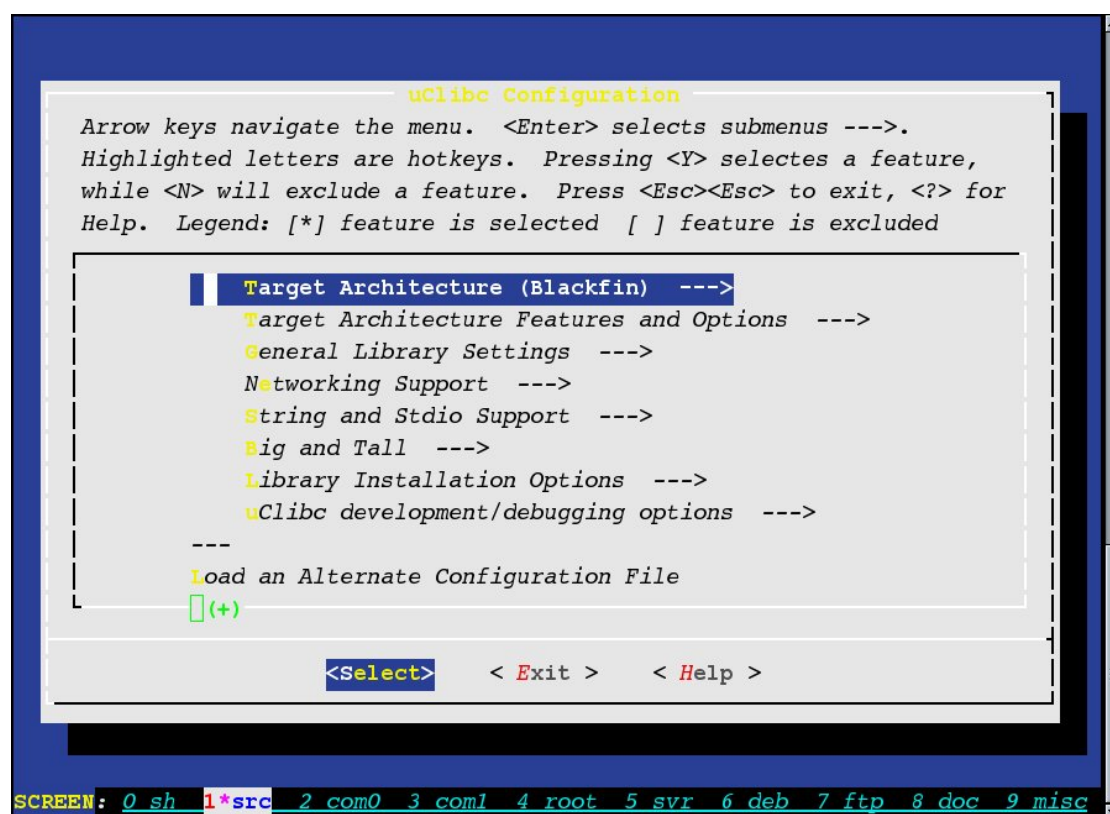 uClibc Configuration
Arrow keys navigate the menu.  <Enter> selects submenus --->.
Highlighted letters are hotkeys.  Pressing <Y> selectes a feature,
while <N> will exclude a feature.  Press <Esc><Esc> to exit, <?> for
Help.  Legend: [*] feature is selected  [ ] feature is excluded
Target Architecture (Blackfin)  --->
Target Architecture Features and Options  --->
General Library Settings  --->
Networking Support  --->
String and Stdio Support  --->
Big and Tall  --->
Library Installation Options  --->
uClibc development/debugging options  --->
---
Load an Alternate Configuration File
(+)
<Select>    < Exit >    < Help >
SCREEN: 0 sh  1*src  2 com0  3 com1  4 root  5 svr  6 deb  7 ftp  8 doc  9 misc